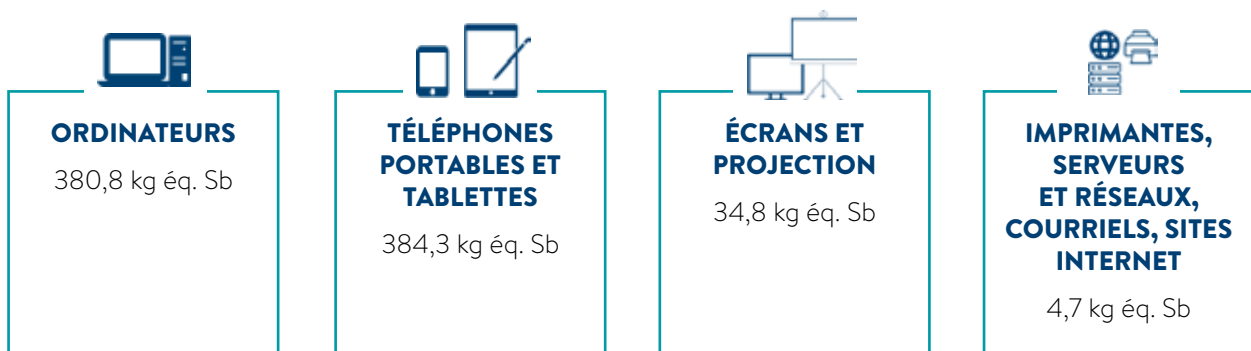 ORDINATEURS
380,8 kg éq. Sb
TÉLÉPHONES
PORTABLES ET
TABLETTES
384,3 kg éq. Sb
ÉCRANS ET
PROJECTION
34,8 kg éq. Sb
IMPRIMANTES,
SERVEURS
ET RÉSEAUX,
COURRIELS, SITES
INTERNET
4,7 kg éq. Sb